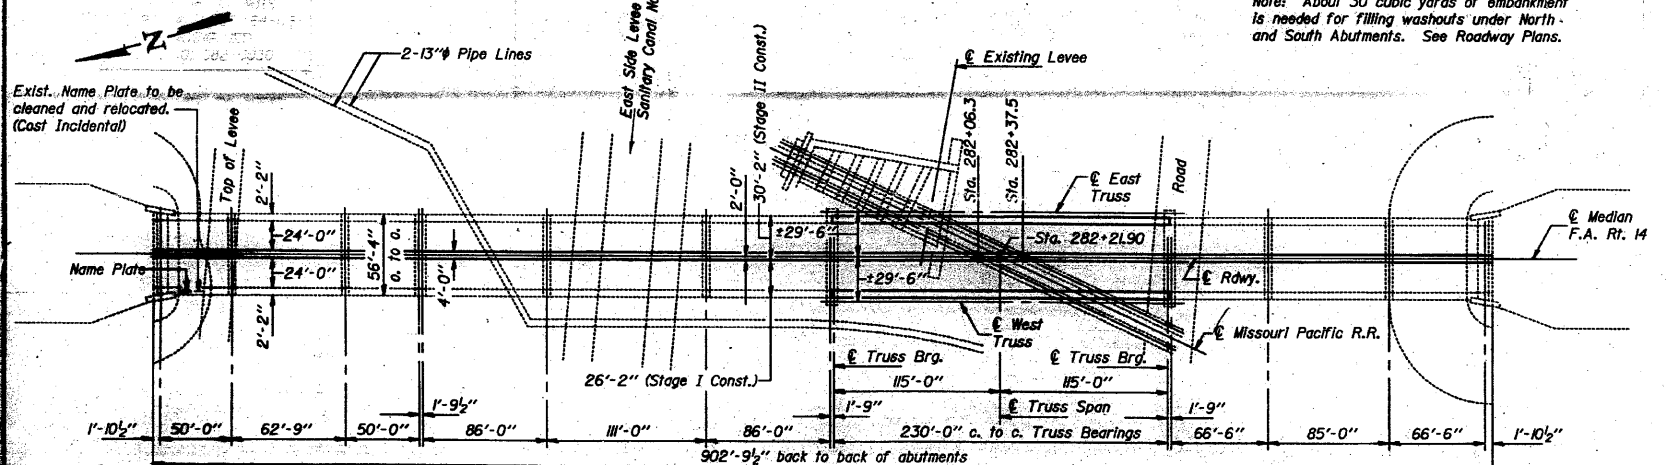 Note: About 50 cubic yards of embankment
is needed for filling washouts under North
and South Abutments. See Roadway Plans.
N
2-13"φ Pipe Lines
East Side Levee
Sanitary Canal
30'-2" (Stage II Const.)
℄ Existing Levee
Exist. Name Plate to be
cleaned and relocated.
(Cost Incidental)
Top of Levee
2'-2"
2'-0"
Sta. 282+06.3
Sta. 282+37.5
℄ East
Truss
Road
24'-0"
56'-4"
o. to o.
±29'-6"
Sta. 282+21.90
℄ Median
F.A. Rt. 14
Name Plate
24'-0"
4'-0"
±29'-6"
℄ Rdwy.
2'-2"
℄ West
Truss
℄ Missouri Pacific R.R.
26'-2" (Stage I Const.)
℄ Truss Brg.
℄ Truss Brg.
115'-0"
115'-0"
1'-9½"
1'-9"
℄ Truss Span
1'-9"
1'-10½"
50'-0"
62'-9"
50'-0"
86'-0"
111'-0"
86'-0"
230'-0" c. to c. Truss Bearings
66'-6"
85'-0"
66'-6"
1'-10½"
902'-9½" back to back of abutments